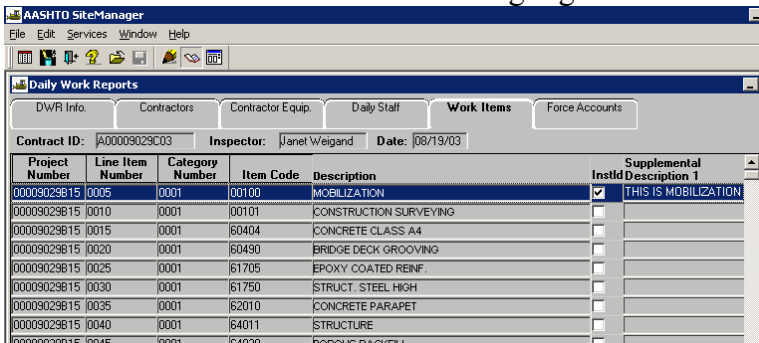 AASHTO SiteManager
File Edit Services Window Help
Daily Work Reports
DWR Info. Contractors Contractor Equip. Daily Staff Work Items Force Accounts
Contract ID: A00009029C03 Inspector: Janet Weigand Date: 08/19/03
Project Number Line Item Number Category Number Item Code Description Instld Supplemental Description 1
00009029B15 0005 0001 00100 MOBILIZATION THIS IS MOBILIZATION
00009029B15 0010 0001 00101 CONSTRUCTION SURVEYING
00009029B15 0015 0001 60404 CONCRETE CLASS A4
00009029B15 0020 0001 60490 BRIDGE DECK GROOVING
00009029B15 0025 0001 61705 EPOXY COATED REINF.
00009029B15 0030 0001 61750 STRUCT. STEEL HIGH
00009029B15 0035 0001 62010 CONCRETE PARAPET
00009029B15 0040 0001 64011 STRUCTURE